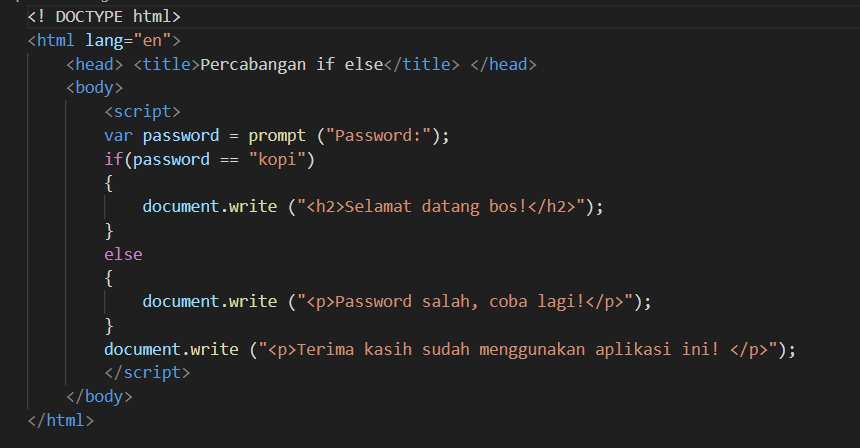 <! DOCTYPE html>
<html lang="en">
<head> <title>Percabangan if else</title> </head>
<body>
<script>
var password = prompt ("Password:");
if(password == "kopi")
{
document.write ("<h2>Selamat datang bos!</h2>");
}
else
{
document.write ("<p>Password salah, coba lagi!</p>");
}
document.write ("<p>Terima kasih sudah menggunakan aplikasi ini! </p>");
</script>
</body>
</html>